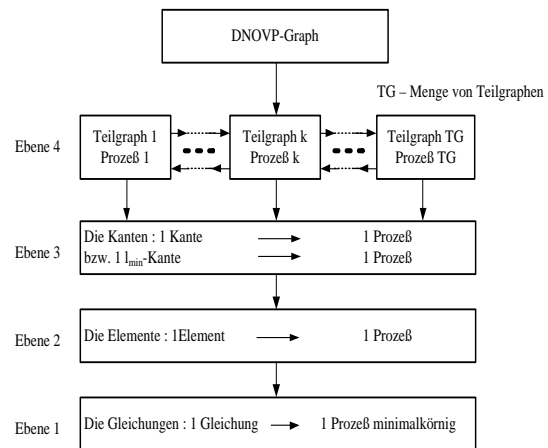 DNOVP-Graph
TG – Menge von Teilgraphen
Ebene 4
Teilgraph 1
Prozeß 1
Teilgraph k
Prozeß k
Teilgraph TG
Prozeß TG
Ebene 3
Die Kanten : 1 Kante 1 Prozeß
bzw. 1 lmin-Kante 1 Prozeß
Ebene 2
Die Elemente : 1Element 1 Prozeß
Ebene 1
Die Gleichungen : 1 Gleichung 1 Prozeß minimalkörnig